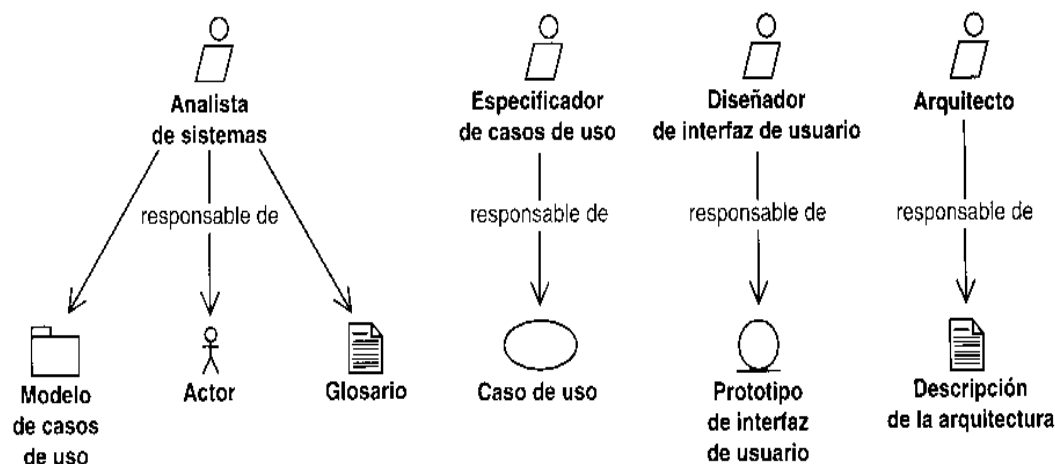 Analista
de sistemas
Especificador
de casos de uso
Diseñador
de interfaz de usuario
Arquitecto
responsable de
responsable de
responsable de
responsable de
Modelo
de casos
de uso
Actor
Glosario
Caso de uso
Prototipo
de interfaz
de usuario
Descripción
de la arquitectura